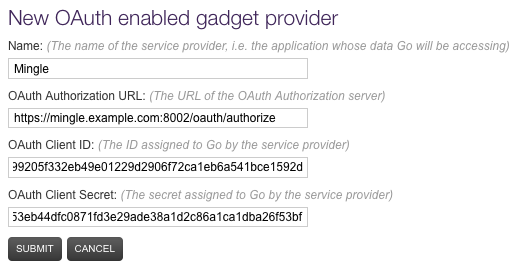 New OAuth enabled gadget provider
Name: (The name of the service provider, i.e. the application whose data Go will be accessing)
Mingle
OAuth Authorization URL: (The URL of the OAuth Authorization server)
https://mingle.example.com:8002/oauth/authorize
OAuth Client ID: (The ID assigned to Go by the service provider)
99205f332eb49e01229d2906f72ca1eb6a541bce1592d
OAuth Client Secret: (The secret assigned to Go by the service provider)
53eb44dfc0871fd3e29ade38a1d2c86a1ca1dba26f53bf
SUBMIT CANCEL